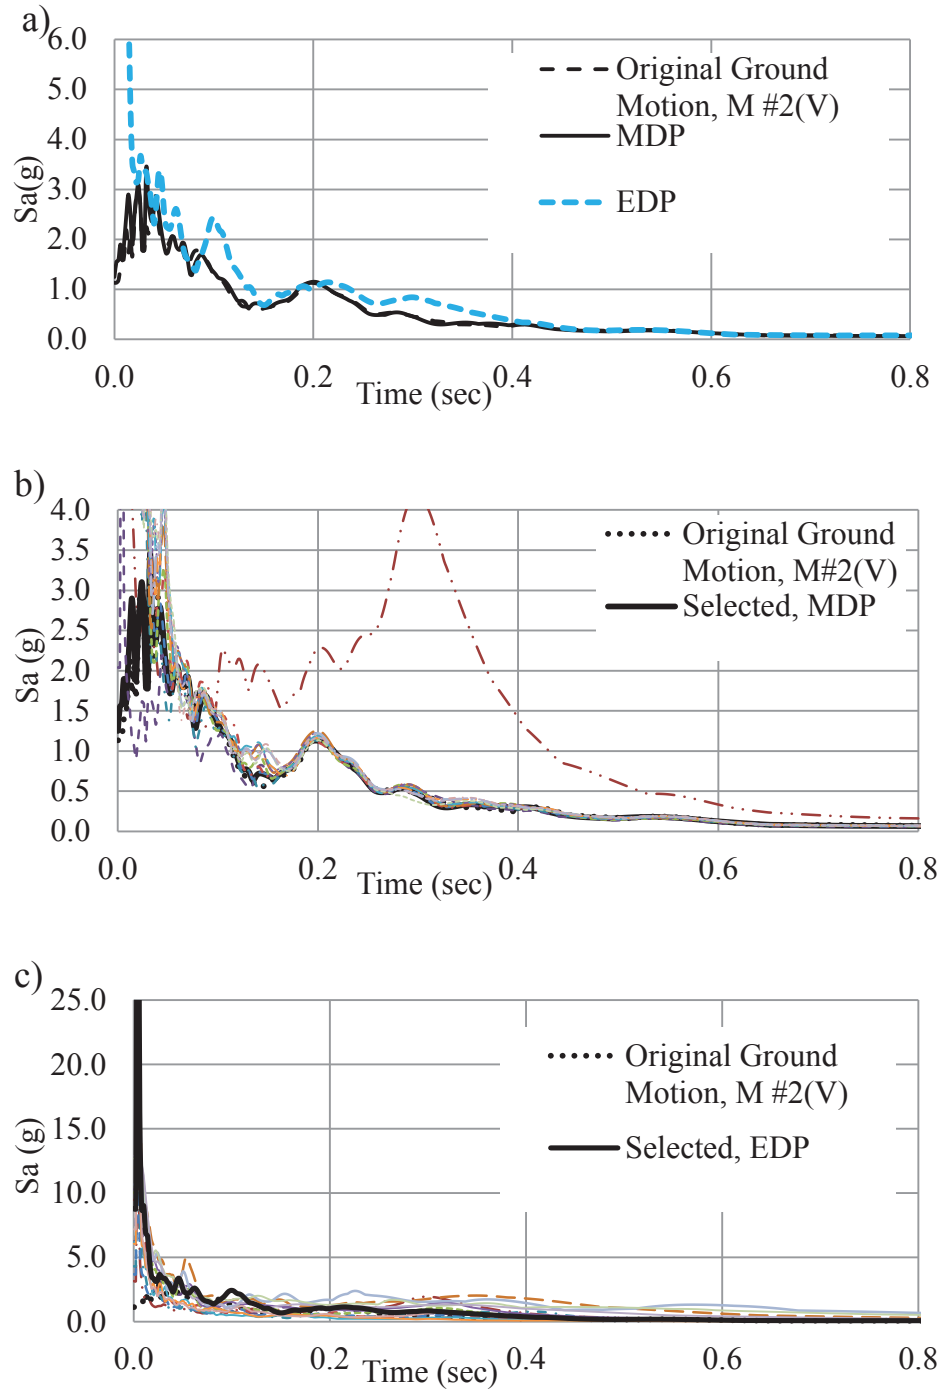 a)
6.0
5.0
4.0
3.0
2.0
1.0
0.0
Sa(g)
Original Ground
Motion, M #2(V)
MDP
EDP
0.0 0.2 0.4 0.6 0.8
Time (sec)
b)
4.0
3.5
3.0
2.5
2.0
1.5
1.0
0.5
0.0
Sa (g)
Original Ground
Motion, M#2(V)
Selected, MDP
0.0 0.2 0.4 0.6 0.8
Time (sec)
c)
25.0
20.0
15.0
10.0
5.0
0.0
Sa (g)
Original Ground
Motion, M #2(V)
Selected, EDP
0.0 0.2 0.4 0.6 0.8
Time (sec)